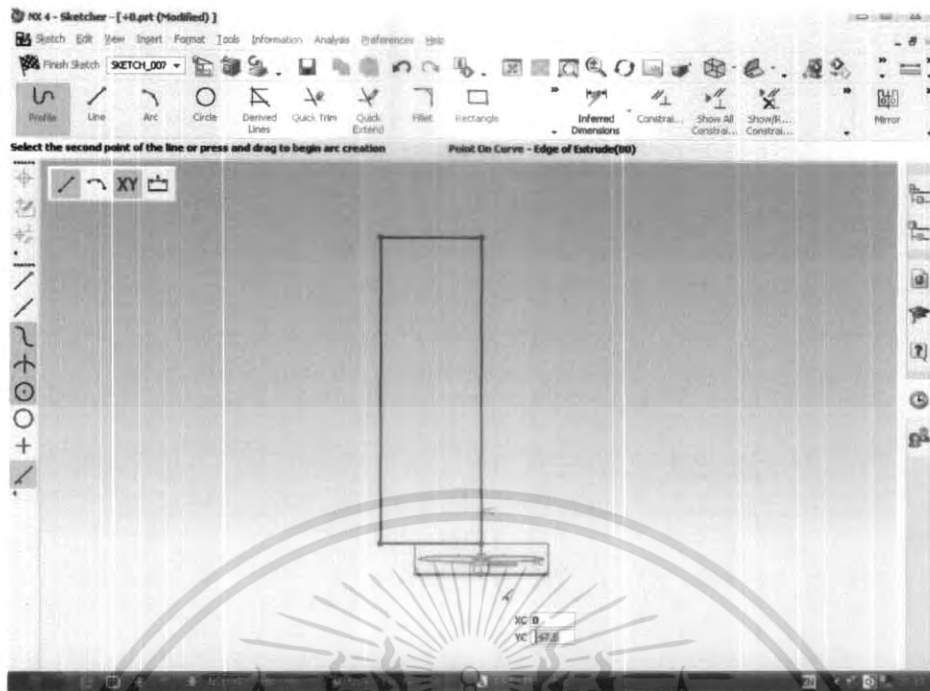 NX 4 - Sketcher - [+8.prt (Modified) ]
Sketch Edit View Insert Format Tools Information Analysis Preferences Help
Finish Sketch SKETCH_007
Profile Line Arc Circle Derived Lines Quick Trim Quick Extend Fillet Rectangle Inferred Dimensions Constrai... Show All Constrai... Show/R... Constrai... Mirror
Select the second point of the line or press and drag to begin arc creation Point On Curve - Edge of Extrude(80)
XY
XC 0
YC